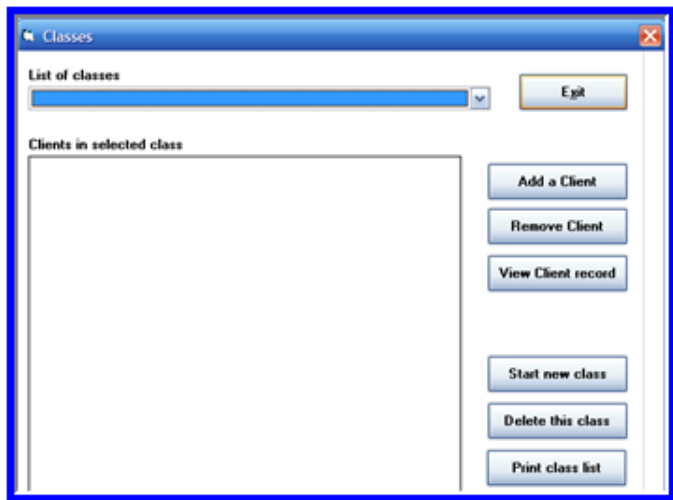 Classes
List of classes
Exit
Clients in selected class
Add a Client
Remove Client
View Client record
Start new class
Delete this class
Print class list